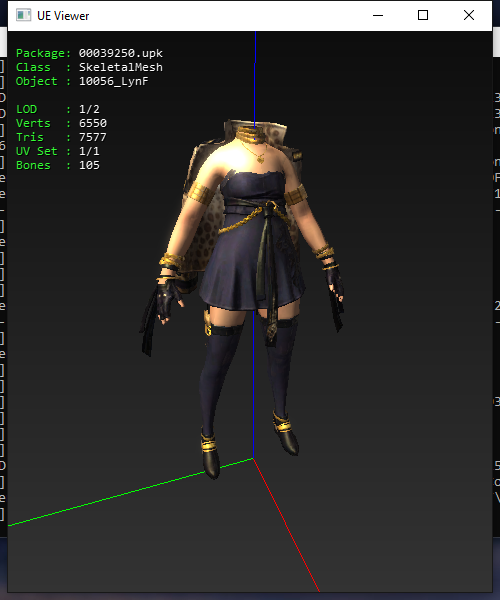 UE Viewer
Package: 00039250.upk
Class : SkeletalMesh
Object : 10056_LynF
LOD : 1/2
Verts : 6550
Tris : 7577
UV Set : 1/1
Bones : 105